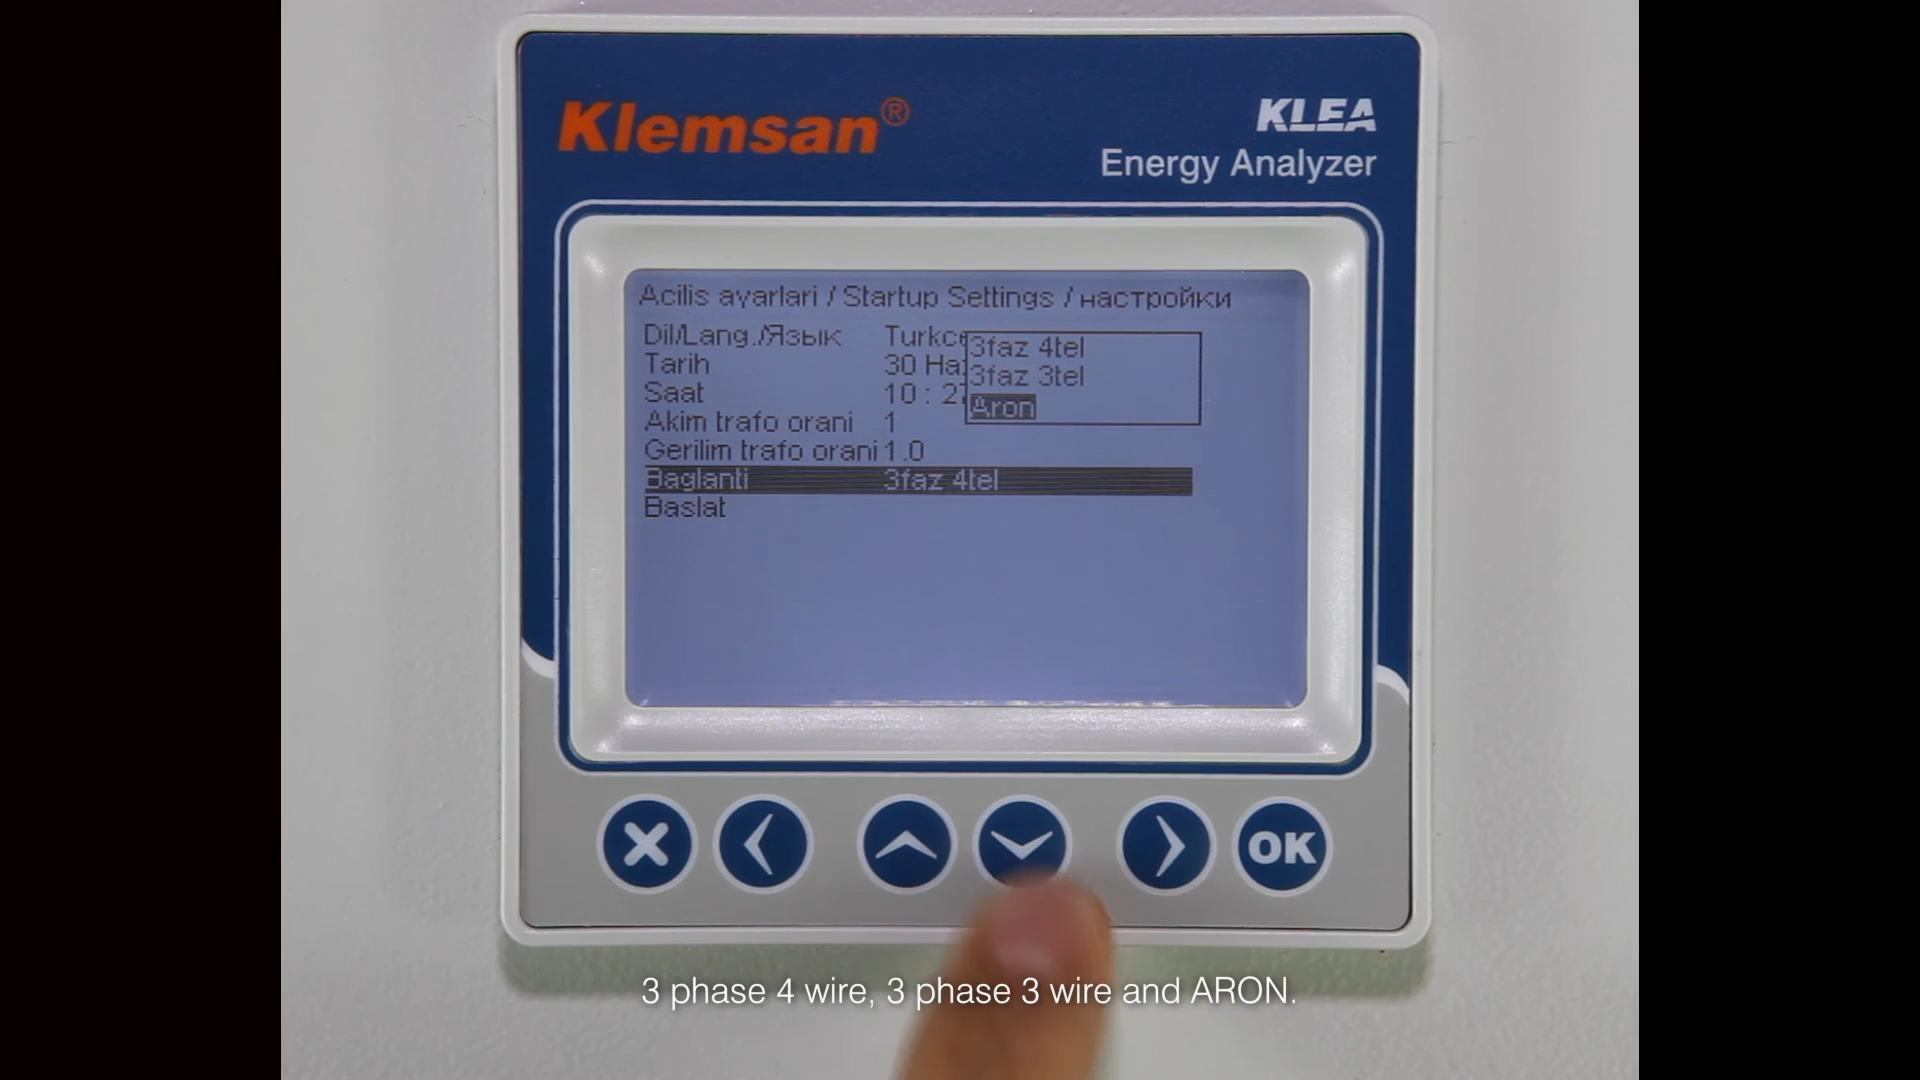 Klemsan®
KLEA
Energy Analyzer
Acilis ayarlari / Startup Settings / настройки
Dil/Lang./Язык Turkce
Tarih 30 Haz
Saat 10 : 27
Akim trafo orani 1
Gerilim trafo orani 1.0
Baglanti 3faz 4tel
Baslat
3faz 4tel
3faz 3tel
Aron
OK
3 phase 4 wire, 3 phase 3 wire and ARON.